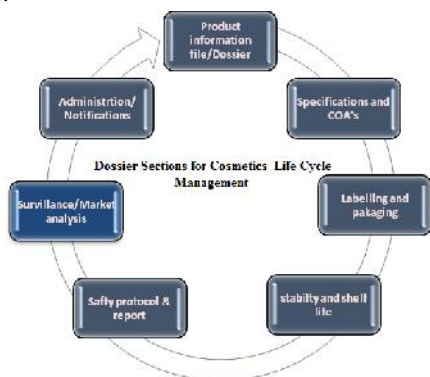 Product
information
file/Dossier
Specifications and
COA's
Labelling and
pakaging
stabilty and shelf
life
Safty protocol &
report
Survillance/Market
analysis
Administrtion/
Notifications
Dossier Sections for Cosmetics Life Cycle
Management